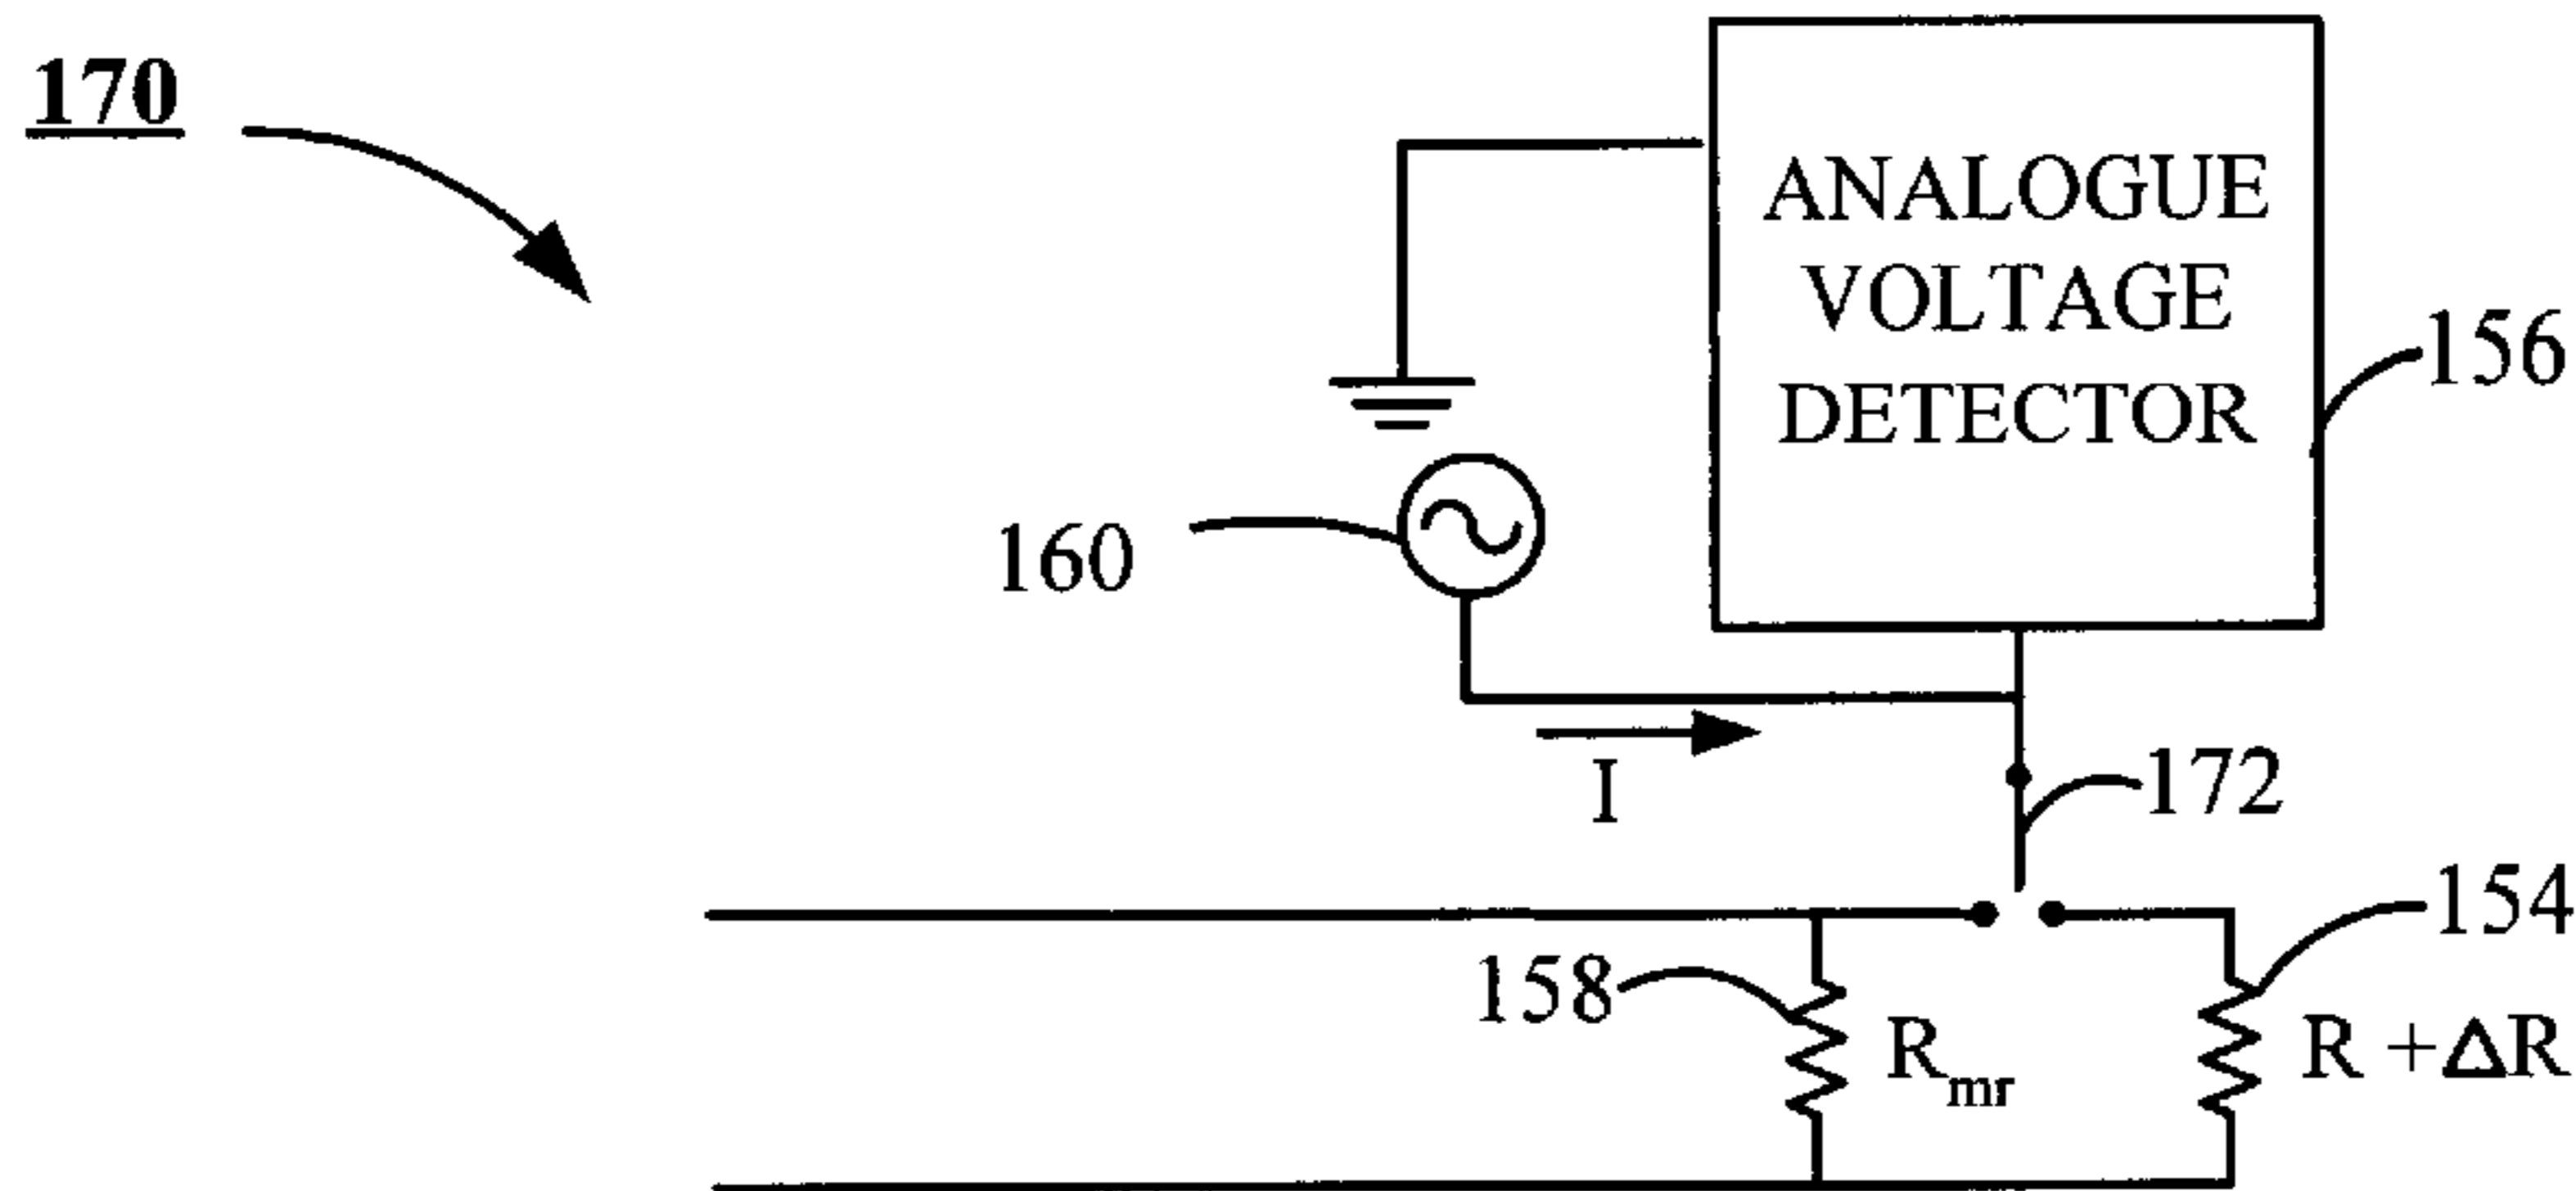 170
ANALOGUE
VOLTAGE
DETECTOR
156
160
I
172
154
158
Rmr
R + ΔR